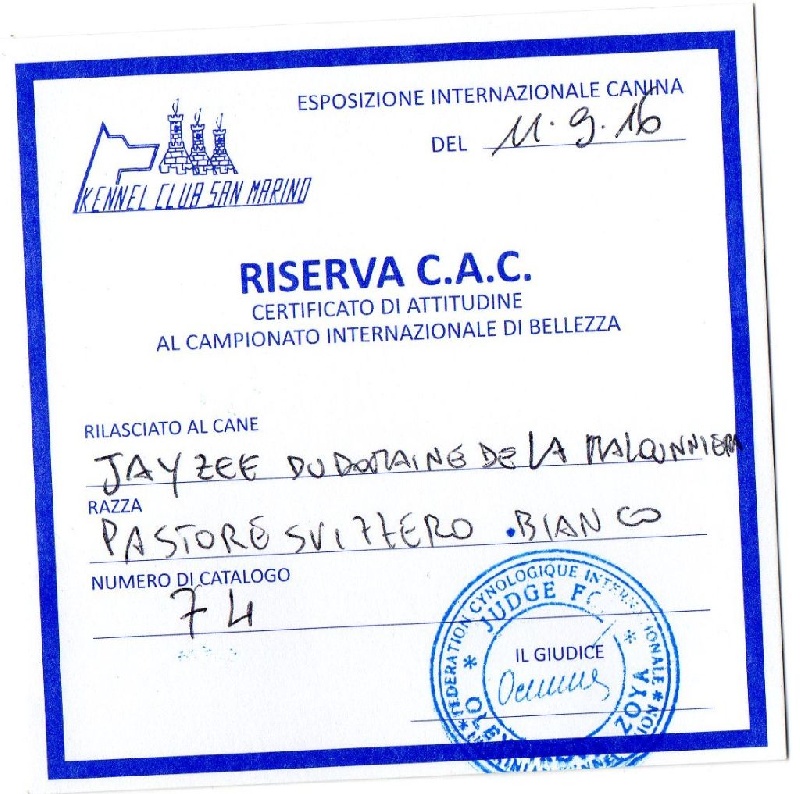 ESPOSIZIONE INTERNAZIONALE CANINA
DEL 11.9.16
KENNEL CLUB SAN MARINO
RISERVA C.A.C.
CERTIFICATO DI ATTITUDINE
AL CAMPIONATO INTERNAZIONALE DI BELLEZZA
RILASCIATO AL CANE
JAYZEE DU DOMAINE DE LA
RAZZA
PASTORE SVIZZERO BIANCO
NUMERO DI CATALOGO
74
FEDERATION CYNOLOGIQUE INTERNATIONALE
JUDGE
IL GIUDICE
ZOYA